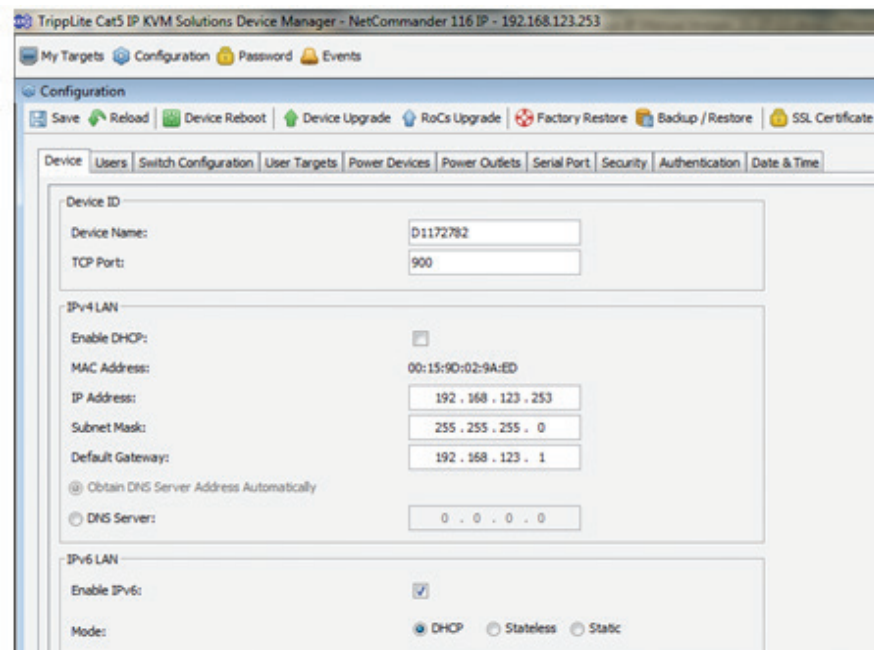 TrippLite Cat5 IP KVM Solutions Device Manager - NetCommander 116 IP - 192.168.123.253
My Targets Configuration Password Events
Configuration
Save Reload Device Reboot Device Upgrade RoCs Upgrade Factory Restore Backup / Restore SSL Certificate
Device Users Switch Configuration User Targets Power Devices Power Outlets Serial Port Security Authentication Date & Time
Device ID
Device Name: D1172782
TCP Port: 900
IPv4 LAN
Enable DHCP:
MAC Address: 00:15:9D:02:9A:ED
IP Address: 192 . 168 . 123 . 253
Subnet Mask: 255 . 255 . 255 . 0
Default Gateway: 192 . 168 . 123 . 1
Obtain DNS Server Address Automatically
DNS Server: 0 . 0 . 0 . 0
IPv6 LAN
Enable IPv6:
Mode: DHCP Stateless Static